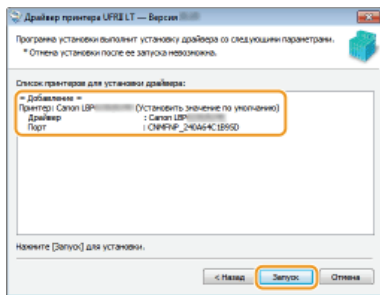 Драйвер принтера UFRII LT — Версия
Программа установки выполнит установку драйвера со следующими параметрами.
* Отмена установки после ее запуска невозможна.
Список принтеров для установки драйвера:
= Добавление =
Принтер: Canon LBP (Установить значение по умолчанию)
Драйвер : Canon LBP
Порт : CNMFNP_240A64C1B95D
Нажмите [Запуск] для установки.
< Назад Запуск Отмена